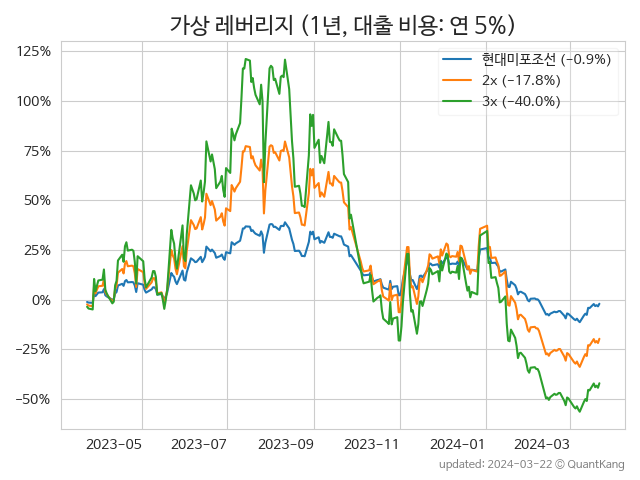 가상 레버리지 (1년, 대출 비용: 연 5%)
현대미포조선 (−0.9%)
2x (−17.8%)
3x (−40.0%)
125%
100%
75%
50%
25%
0%
−25%
−50%
2023-05 2023-07 2023-09 2023-11 2024-01 2024-03
updated: 2024-03-22 © QuantKang